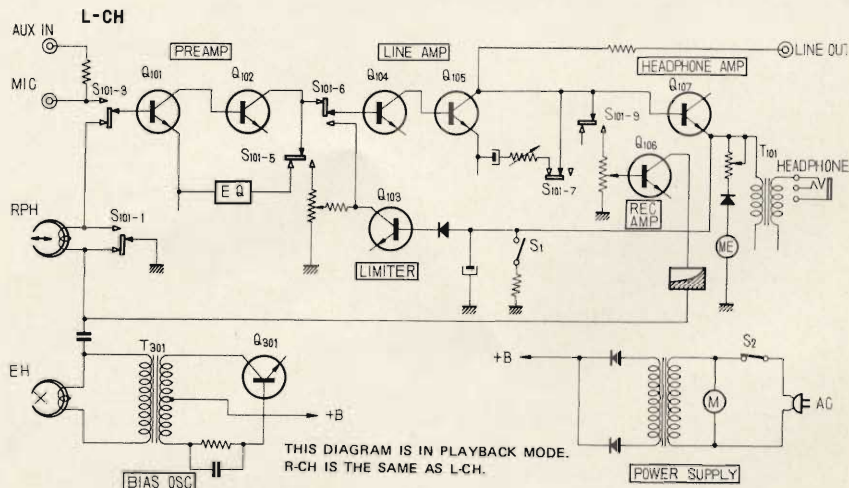 L-CH
AUX IN
PREAMP
LINE AMP
LINE OUT
HEADPHONE AMP
MIC
S101-3
Q101
Q102
S101-6
Q104
Q105
Q107
S101-9
Q106
T101
HEADPHONE
S101-5
EQ
S101-7
RPH
S101-1
Q103
REC
AMP
ME
LIMITER
S1
T301
Q301
EH
+B
+B
S2
M
AC
THIS DIAGRAM IS IN PLAYBACK MODE.
R-CH IS THE SAME AS L-CH.
BIAS OSC
POWER SUPPLY